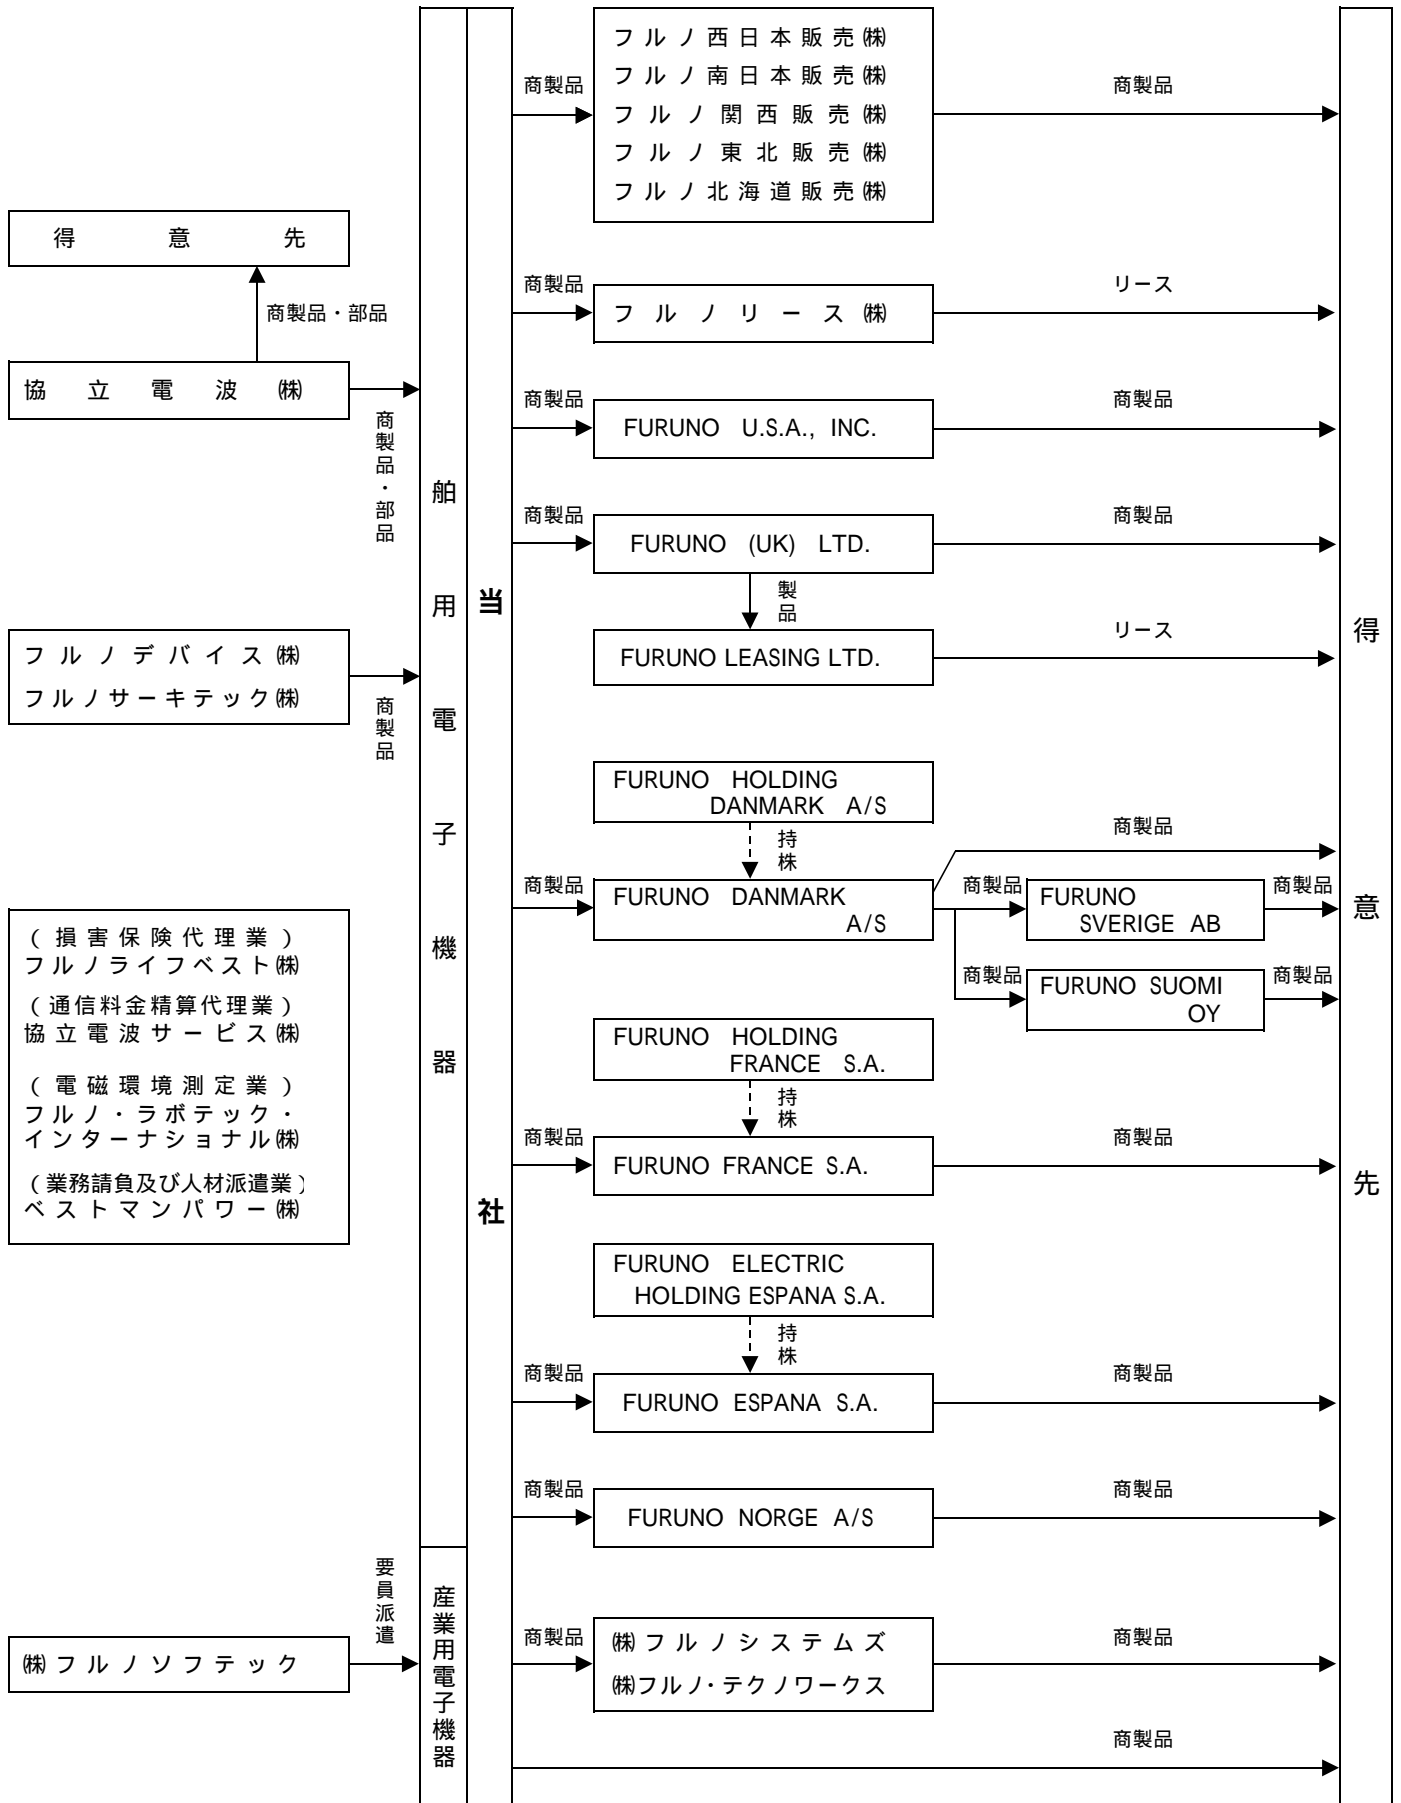 得意先
商製品・部品
協立電波㈱
商製品・部品
フルノデバイス㈱
フルノサーキテック㈱
商製品
(損害保険代理業)
フルノライフベスト㈱
(通信料金精算代理業)
協立電波サービス㈱
(電磁環境測定業)
フルノ・ラボテック・
インターナショナル㈱
(業務請負及び人材派遣業)
ベストマンパワー㈱
要員派遣
㈱フルノソフテック
舶用電子機器
産業用電子機器
当社
商製品
フルノ西日本販売㈱
フルノ南日本販売㈱
フルノ関西販売㈱
フルノ東北販売㈱
フルノ北海道販売㈱
商製品
商製品
フルノリース㈱
リース
商製品
FURUNO U.S.A., INC.
商製品
商製品
FURUNO (UK) LTD.
商製品
製品
FURUNO LEASING LTD.
リース
FURUNO HOLDING
DANMARK A/S
持株
商製品
FURUNO DANMARK
A/S
商製品
商製品
FURUNO
SVERIGE AB
商製品
商製品
FURUNO SUOMI
OY
商製品
FURUNO HOLDING
FRANCE S.A.
持株
商製品
FURUNO FRANCE S.A.
商製品
FURUNO ELECTRIC
HOLDING ESPANA S.A.
持株
商製品
FURUNO ESPANA S.A.
商製品
商製品
FURUNO NORGE A/S
商製品
商製品
㈱フルノシステムズ
㈱フルノ・テクノワークス
商製品
商製品
得意先